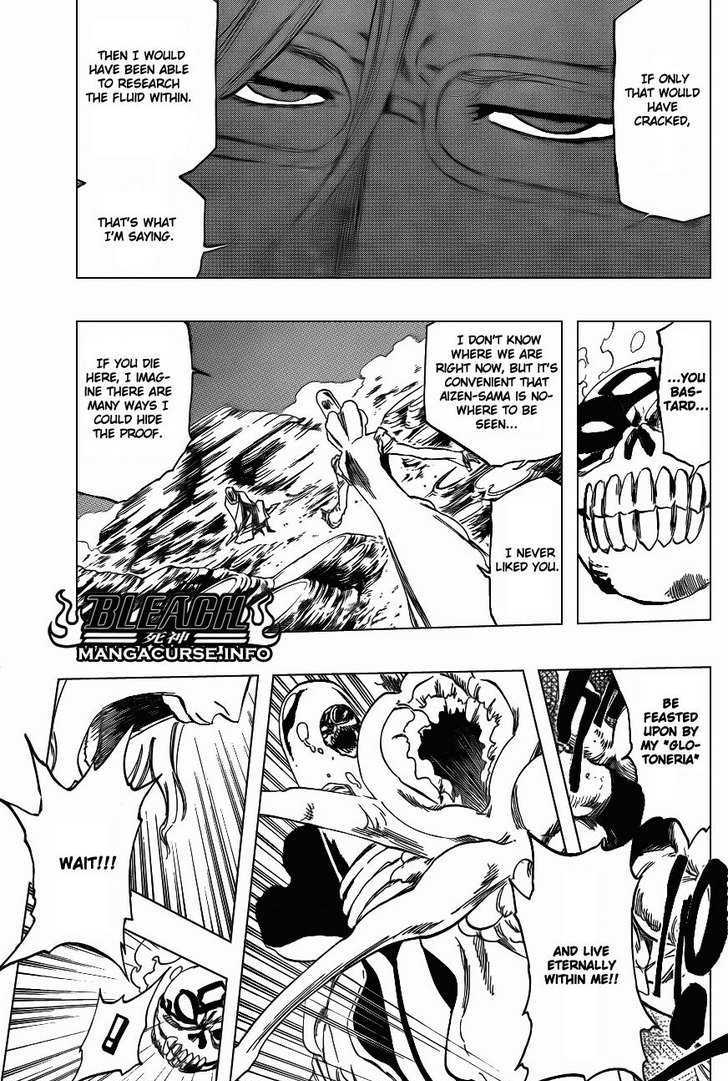 IF ONLY
THAT WOULD
HAVE
CRACKED,
THEN I WOULD
HAVE BEEN ABLE
TO RESEARCH
THE FLUID WITHIN.
THAT'S WHAT
I'M SAYING.
...YOU
BAS-
TARD...
I DON'T KNOW
WHERE WE ARE
RIGHT NOW, BUT IT'S
CONVENIENT THAT
AIZEN-SAMA IS NO-
WHERE TO BE
SEEN...
I NEVER
LIKED YOU.
IF YOU DIE
HERE, I IMAG-
INE THERE ARE
MANY WAYS I
COULD HIDE
THE PROOF.
BLEACH
死神
MANGACURSE.INFO
BE
FEASTED
UPON BY
MY "GLO-
TONERIA"
AND LIVE
ETERNALLY
WITHIN ME!!
WAIT!!!
!